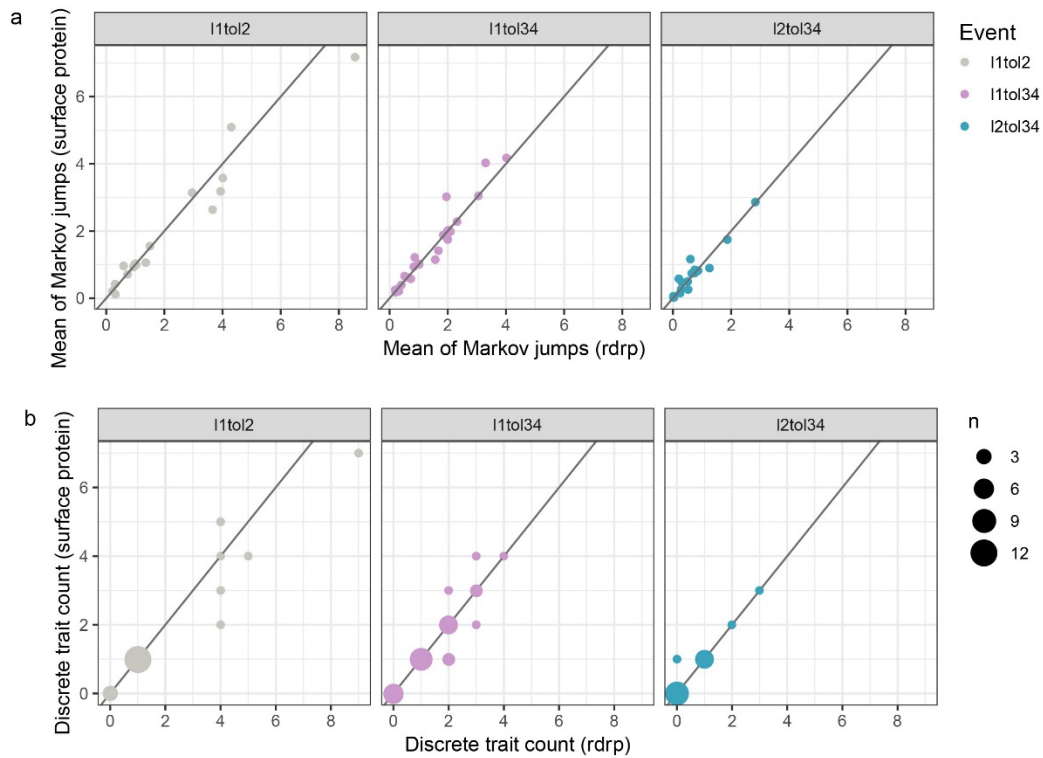 a
l1tol2 l1tol34 l2tol34
Mean of Markov jumps (surface protein)
6
4
2
0
0 2 4 6 8 0 2 4 6 8 0 2 4 6 8
Mean of Markov jumps (rdrp)
Event
l1tol2
l1tol34
l2tol34
b
l1tol2 l1tol34 l2tol34
Discrete trait count (surface protein)
6
4
2
0
0 2 4 6 8 0 2 4 6 8 0 2 4 6 8
Discrete trait count (rdrp)
n
3
6
9
12